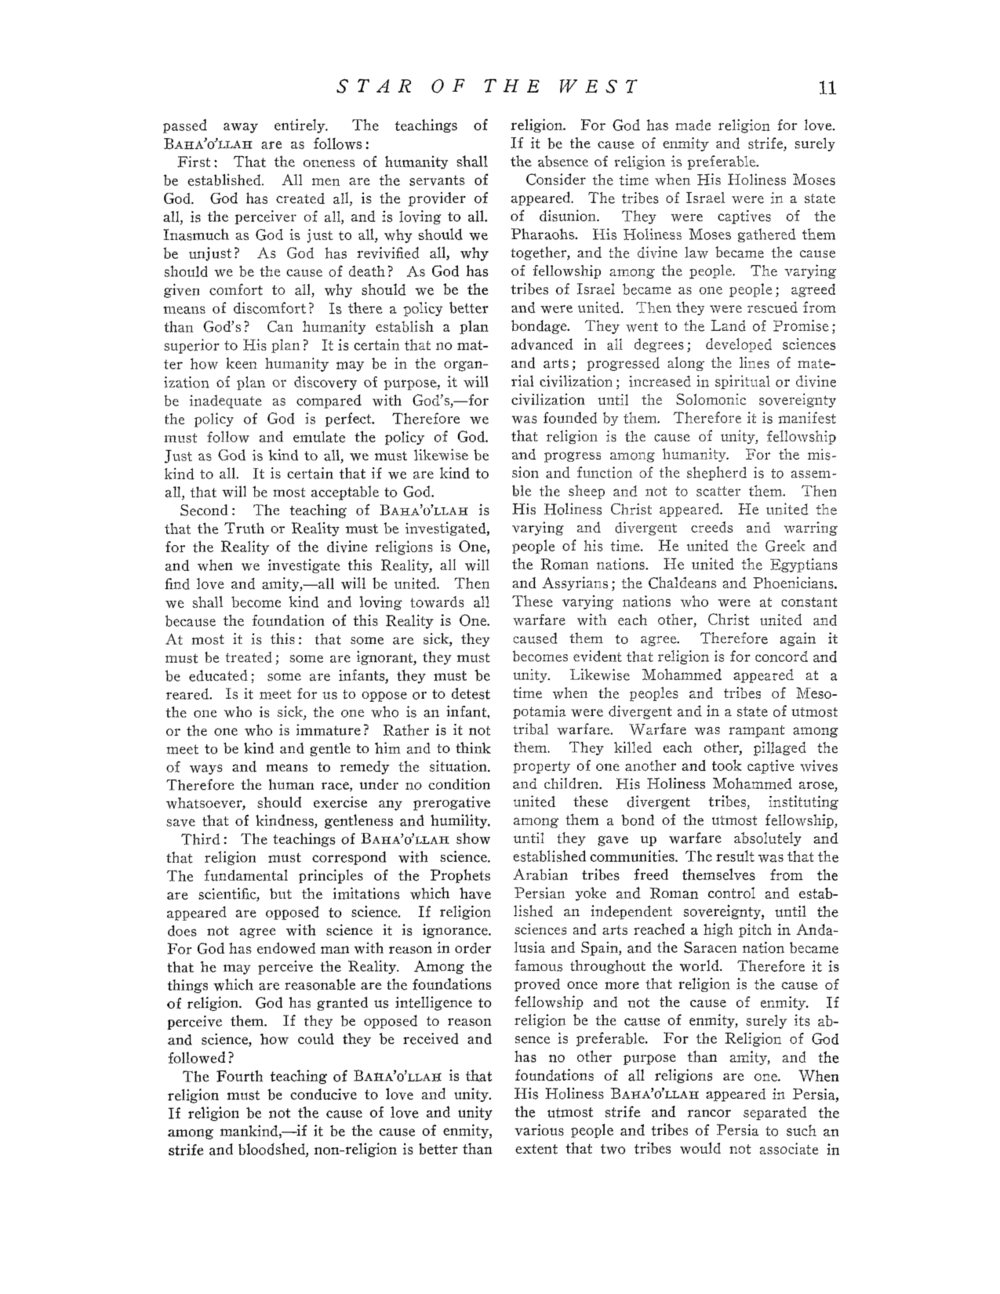 STAR OF THE WEST 11
passed away entirely. The teachings of
BAHA'O'LLAH are as follows:
First: That the oneness of humanity shall
be established. All men are the servants of
God. God has created all, is the provider of
all, is the perceiver of all, and is loving to all.
Inasmuch as God is just to all, why should we
be unjust? As God has revivified all, why
should we be the cause of death? As God has
given comfort to all, why should we be the
means of discomfort? Is there a policy better
than God's? Can humanity establish a plan
superior to His plan? It is certain that no mat-
ter how keen humanity may be in the organ-
ization of plan or discovery of purpose, it will
be inadequate as compared with God's,—for
the policy of God is perfect. Therefore we
must follow and emulate the policy of God.
Just as God is kind to all, we must likewise be
kind to all. It is certain that if we are kind to
all, that will be most acceptable to God.
Second: The teaching of BAHA'O'LLAH is
that the Truth or Reality must be investigated,
for the Reality of the divine religions is One,
and when we investigate this Reality, all will
find love and amity,—all will be united. Then
we shall become kind and loving towards all
because the foundation of this Reality is One.
At most it is this: that some are sick, they
must be treated; some are ignorant, they must
be educated; some are infants, they must be
reared. Is it meet for us to oppose or to detest
the one who is sick, the one who is an infant,
or the one who is immature? Rather is it not
meet to be kind and gentle to him and to think
of ways and means to remedy the situation.
Therefore the human race, under no condition
whatsoever, should exercise any prerogative
save that of kindness, gentleness and humility.
Third: The teachings of BAHA'O'LLAH show
that religion must correspond with science.
The fundamental principles of the Prophets
are scientific, but the imitations which have
appeared are opposed to science. If religion
does not agree with science it is ignorance.
For God has endowed man with reason in order
that he may perceive the Reality. Among the
things which are reasonable are the foundations
of religion. God has granted us intelligence to
perceive them. If they be opposed to reason
and science, how could they be received and
followed?
The Fourth teaching of BAHA'O'LLAH is that
religion must be conducive to love and unity.
If religion be not the cause of love and unity
among mankind,—if it be the cause of enmity,
strife and bloodshed, non-religion is better than
religion. For God has made religion for love.
If it be the cause of enmity and strife, surely
the absence of religion is preferable.
Consider the time when His Holiness Moses
appeared. The tribes of Israel were in a state
of disunion. They were captives of the
Pharaohs. His Holiness Moses gathered them
together, and the divine law became the cause
of fellowship among the people. The varying
tribes of Israel became as one people; agreed
and were united. Then they were rescued from
bondage. They went to the Land of Promise;
advanced in all degrees; developed sciences
and arts; progressed along the lines of mate-
rial civilization; increased in spiritual or divine
civilization until the Solomonic sovereignty
was founded by them. Therefore it is manifest
that religion is the cause of unity, fellowship
and progress among humanity. For the mis-
sion and function of the shepherd is to assem-
ble the sheep and not to scatter them. Then
His Holiness Christ appeared. He united the
varying and divergent creeds and warring
people of his time. He united the Greek and
the Roman nations. He united the Egyptians
and Assyrians; the Chaldeans and Phoenicians.
These varying nations who were at constant
warfare with each other, Christ united and
caused them to agree. Therefore again it
becomes evident that religion is for concord and
unity. Likewise Mohammed appeared at a
time when the peoples and tribes of Meso-
potamia were divergent and in a state of utmost
tribal warfare. Warfare was rampant among
them. They killed each other, pillaged the
property of one another and took captive wives
and children. His Holiness Mohammed arose,
united these divergent tribes, instituting
among them a bond of the utmost fellowship,
until they gave up warfare absolutely and
established communities. The result was that the
Arabian tribes freed themselves from the
Persian yoke and Roman control and estab-
lished an independent sovereignty, until the
sciences and arts reached a high pitch in Anda-
lusia and Spain, and the Saracen nation became
famous throughout the world. Therefore it is
proved once more that religion is the cause of
fellowship and not the cause of enmity. If
religion be the cause of enmity, surely its ab-
sence is preferable. For the Religion of God
has no other purpose than amity, and the
foundations of all religions are one. When
His Holiness BAHA'O'LLAH appeared in Persia,
the utmost strife and rancor separated the
various people and tribes of Persia to such an
extent that two tribes would not associate in